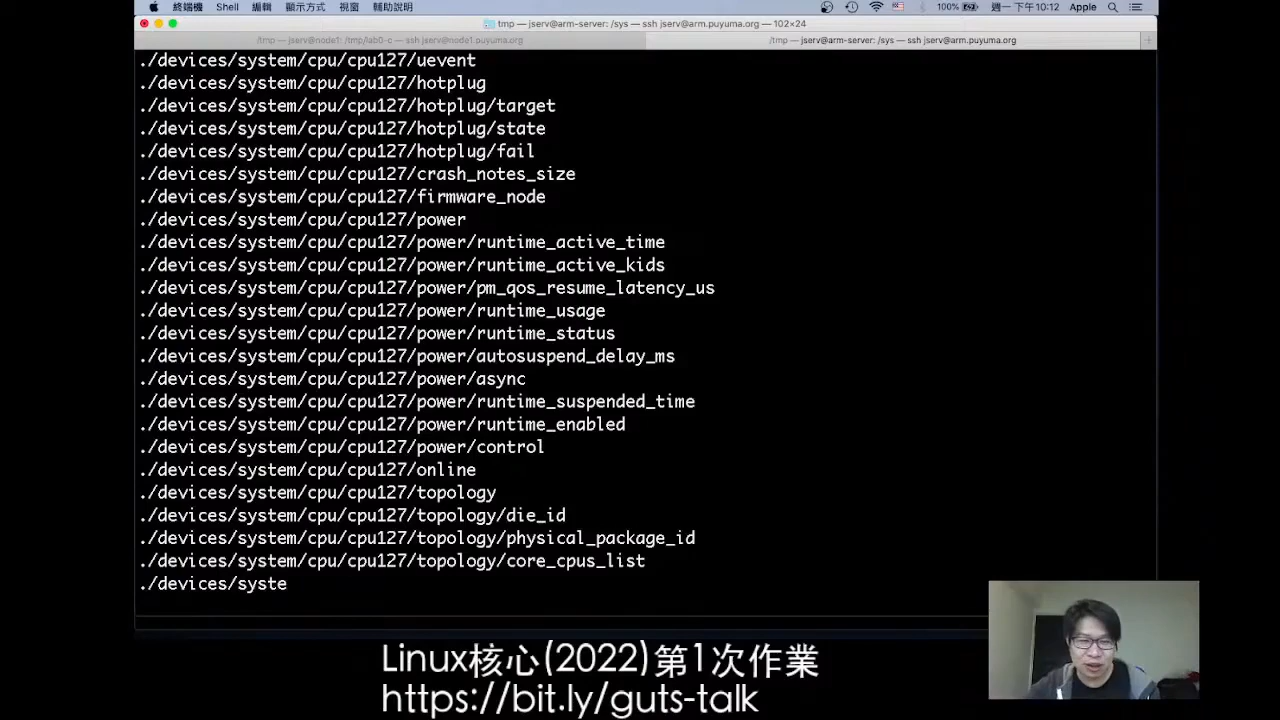 終端機 Shell 編輯 顯示方式 視窗 輔助說明 100% 週一 下午10:12 Apple
tmp — jserv@arm-server: /sys — ssh jserv@arm.puyuma.org — 102×24
/tmp — jserv@node1: /tmp/lab0-c — ssh jserv@node1.puyuma.org
/tmp — jserv@arm-server: /sys — ssh jserv@arm.puyuma.org
./devices/system/cpu/cpu127/uevent
./devices/system/cpu/cpu127/hotplug
./devices/system/cpu/cpu127/hotplug/target
./devices/system/cpu/cpu127/hotplug/state
./devices/system/cpu/cpu127/hotplug/fail
./devices/system/cpu/cpu127/crash_notes_size
./devices/system/cpu/cpu127/firmware_node
./devices/system/cpu/cpu127/power
./devices/system/cpu/cpu127/power/runtime_active_time
./devices/system/cpu/cpu127/power/runtime_active_kids
./devices/system/cpu/cpu127/power/pm_qos_resume_latency_us
./devices/system/cpu/cpu127/power/runtime_usage
./devices/system/cpu/cpu127/power/runtime_status
./devices/system/cpu/cpu127/power/autosuspend_delay_ms
./devices/system/cpu/cpu127/power/async
./devices/system/cpu/cpu127/power/runtime_suspended_time
./devices/system/cpu/cpu127/power/runtime_enabled
./devices/system/cpu/cpu127/power/control
./devices/system/cpu/cpu127/online
./devices/system/cpu/cpu127/topology
./devices/system/cpu/cpu127/topology/die_id
./devices/system/cpu/cpu127/topology/physical_package_id
./devices/system/cpu/cpu127/topology/core_cpus_list
./devices/syste
Linux核心(2022)第1次作業
https://bit.ly/guts-talk